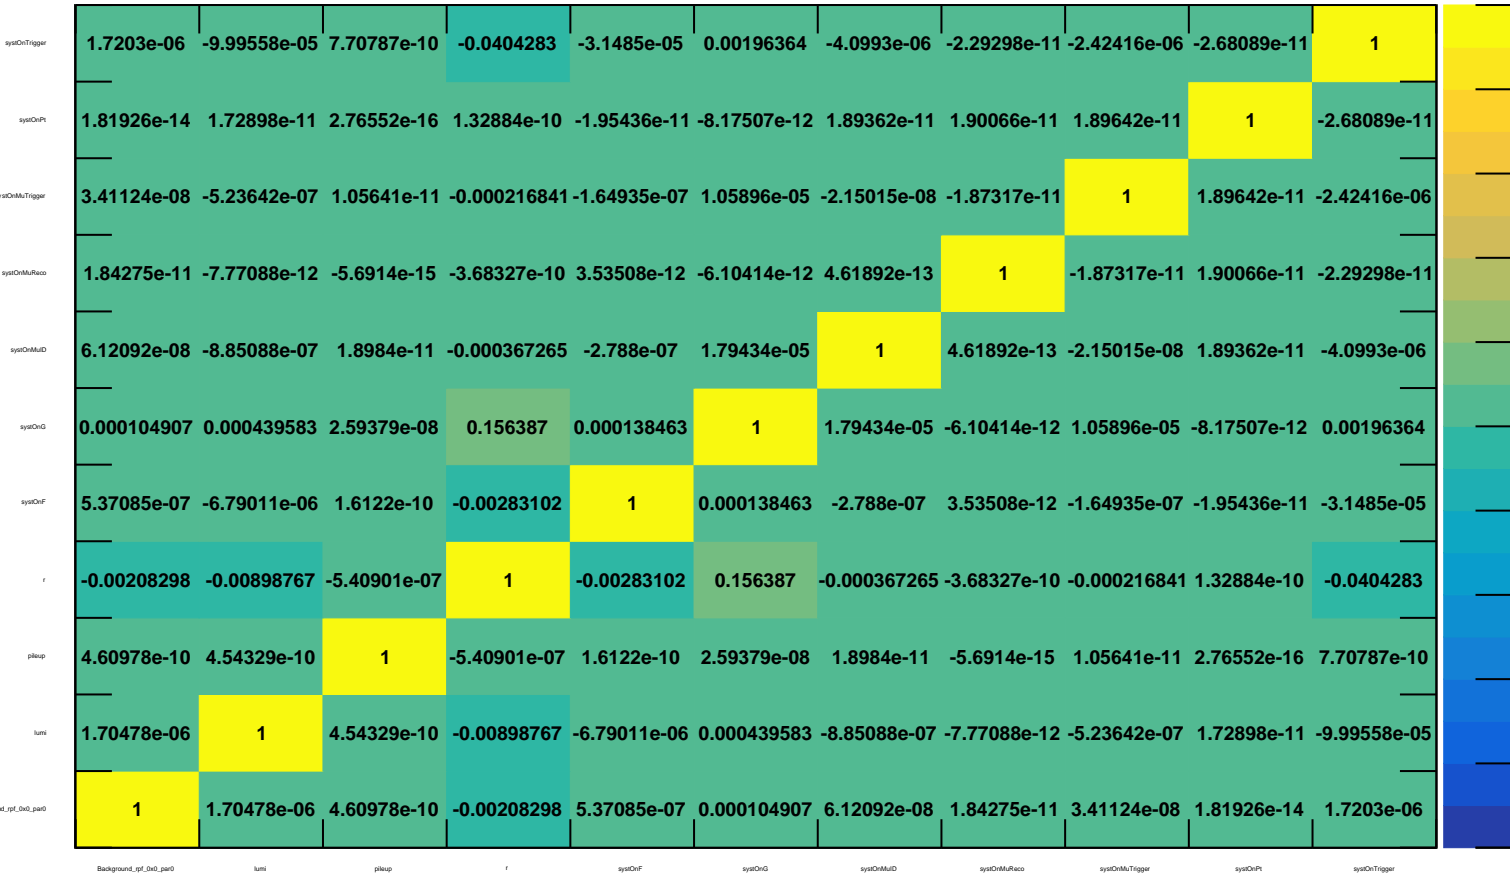 systOnTrigger 1.7203e-06 -9.99558e-05 7.70787e-10 -0.0404283 -3.1485e-05 0.00196364 -4.0993e-06 -2.29298e-11 -2.42416e-06 -2.68089e-11 1
systOnPt 1.81926e-14 1.72898e-11 2.76552e-16 1.32884e-10 -1.95436e-11 -8.17507e-12 1.89362e-11 1.90066e-11 1.89642e-11 1 -2.68089e-11
stOnMuTrigger 3.41124e-08 -5.23642e-07 1.05641e-11 -0.000216841 -1.64935e-07 1.05896e-05 -2.15015e-08 -1.87317e-11 1 1.89642e-11 -2.42416e-06
systOnMuReco 1.84275e-11 -7.77088e-12 -5.6914e-15 -3.68327e-10 3.53508e-12 -6.10414e-12 4.61892e-13 1 -1.87317e-11 1.90066e-11 -2.29298e-11
systOnMuID 6.12092e-08 -8.85088e-07 1.8984e-11 -0.000367265 -2.788e-07 1.79434e-05 1 4.61892e-13 -2.15015e-08 1.89362e-11 -4.0993e-06
systOnG 0.000104907 0.000439583 2.59379e-08 0.156387 0.000138463 1 1.79434e-05 -6.10414e-12 1.05896e-05 -8.17507e-12 0.00196364
systOnF 5.37085e-07 -6.79011e-06 1.6122e-10 -0.00283102 1 0.000138463 -2.788e-07 3.53508e-12 -1.64935e-07 -1.95436e-11 -3.1485e-05
r -0.00208298 -0.00898767 -5.40901e-07 1 -0.00283102 0.156387 -0.000367265 -3.68327e-10 -0.000216841 1.32884e-10 -0.0404283
pileup 4.60978e-10 4.54329e-10 1 -5.40901e-07 1.6122e-10 2.59379e-08 1.8984e-11 -5.6914e-15 1.05641e-11 2.76552e-16 7.70787e-10
lumi 1.70478e-06 1 4.54329e-10 -0.00898767 -6.79011e-06 0.000439583 -8.85088e-07 -7.77088e-12 -5.23642e-07 1.72898e-11 -9.99558e-05
d_rpf_0x0_par0 1 1.70478e-06 4.60978e-10 -0.00208298 5.37085e-07 0.000104907 6.12092e-08 1.84275e-11 3.41124e-08 1.81926e-14 1.7203e-06
Background_rpf_0x0_par0 lumi pileup r systOnF systOnG systOnMuID systOnMuReco systOnMuTrigger systOnPt systOnTrigger